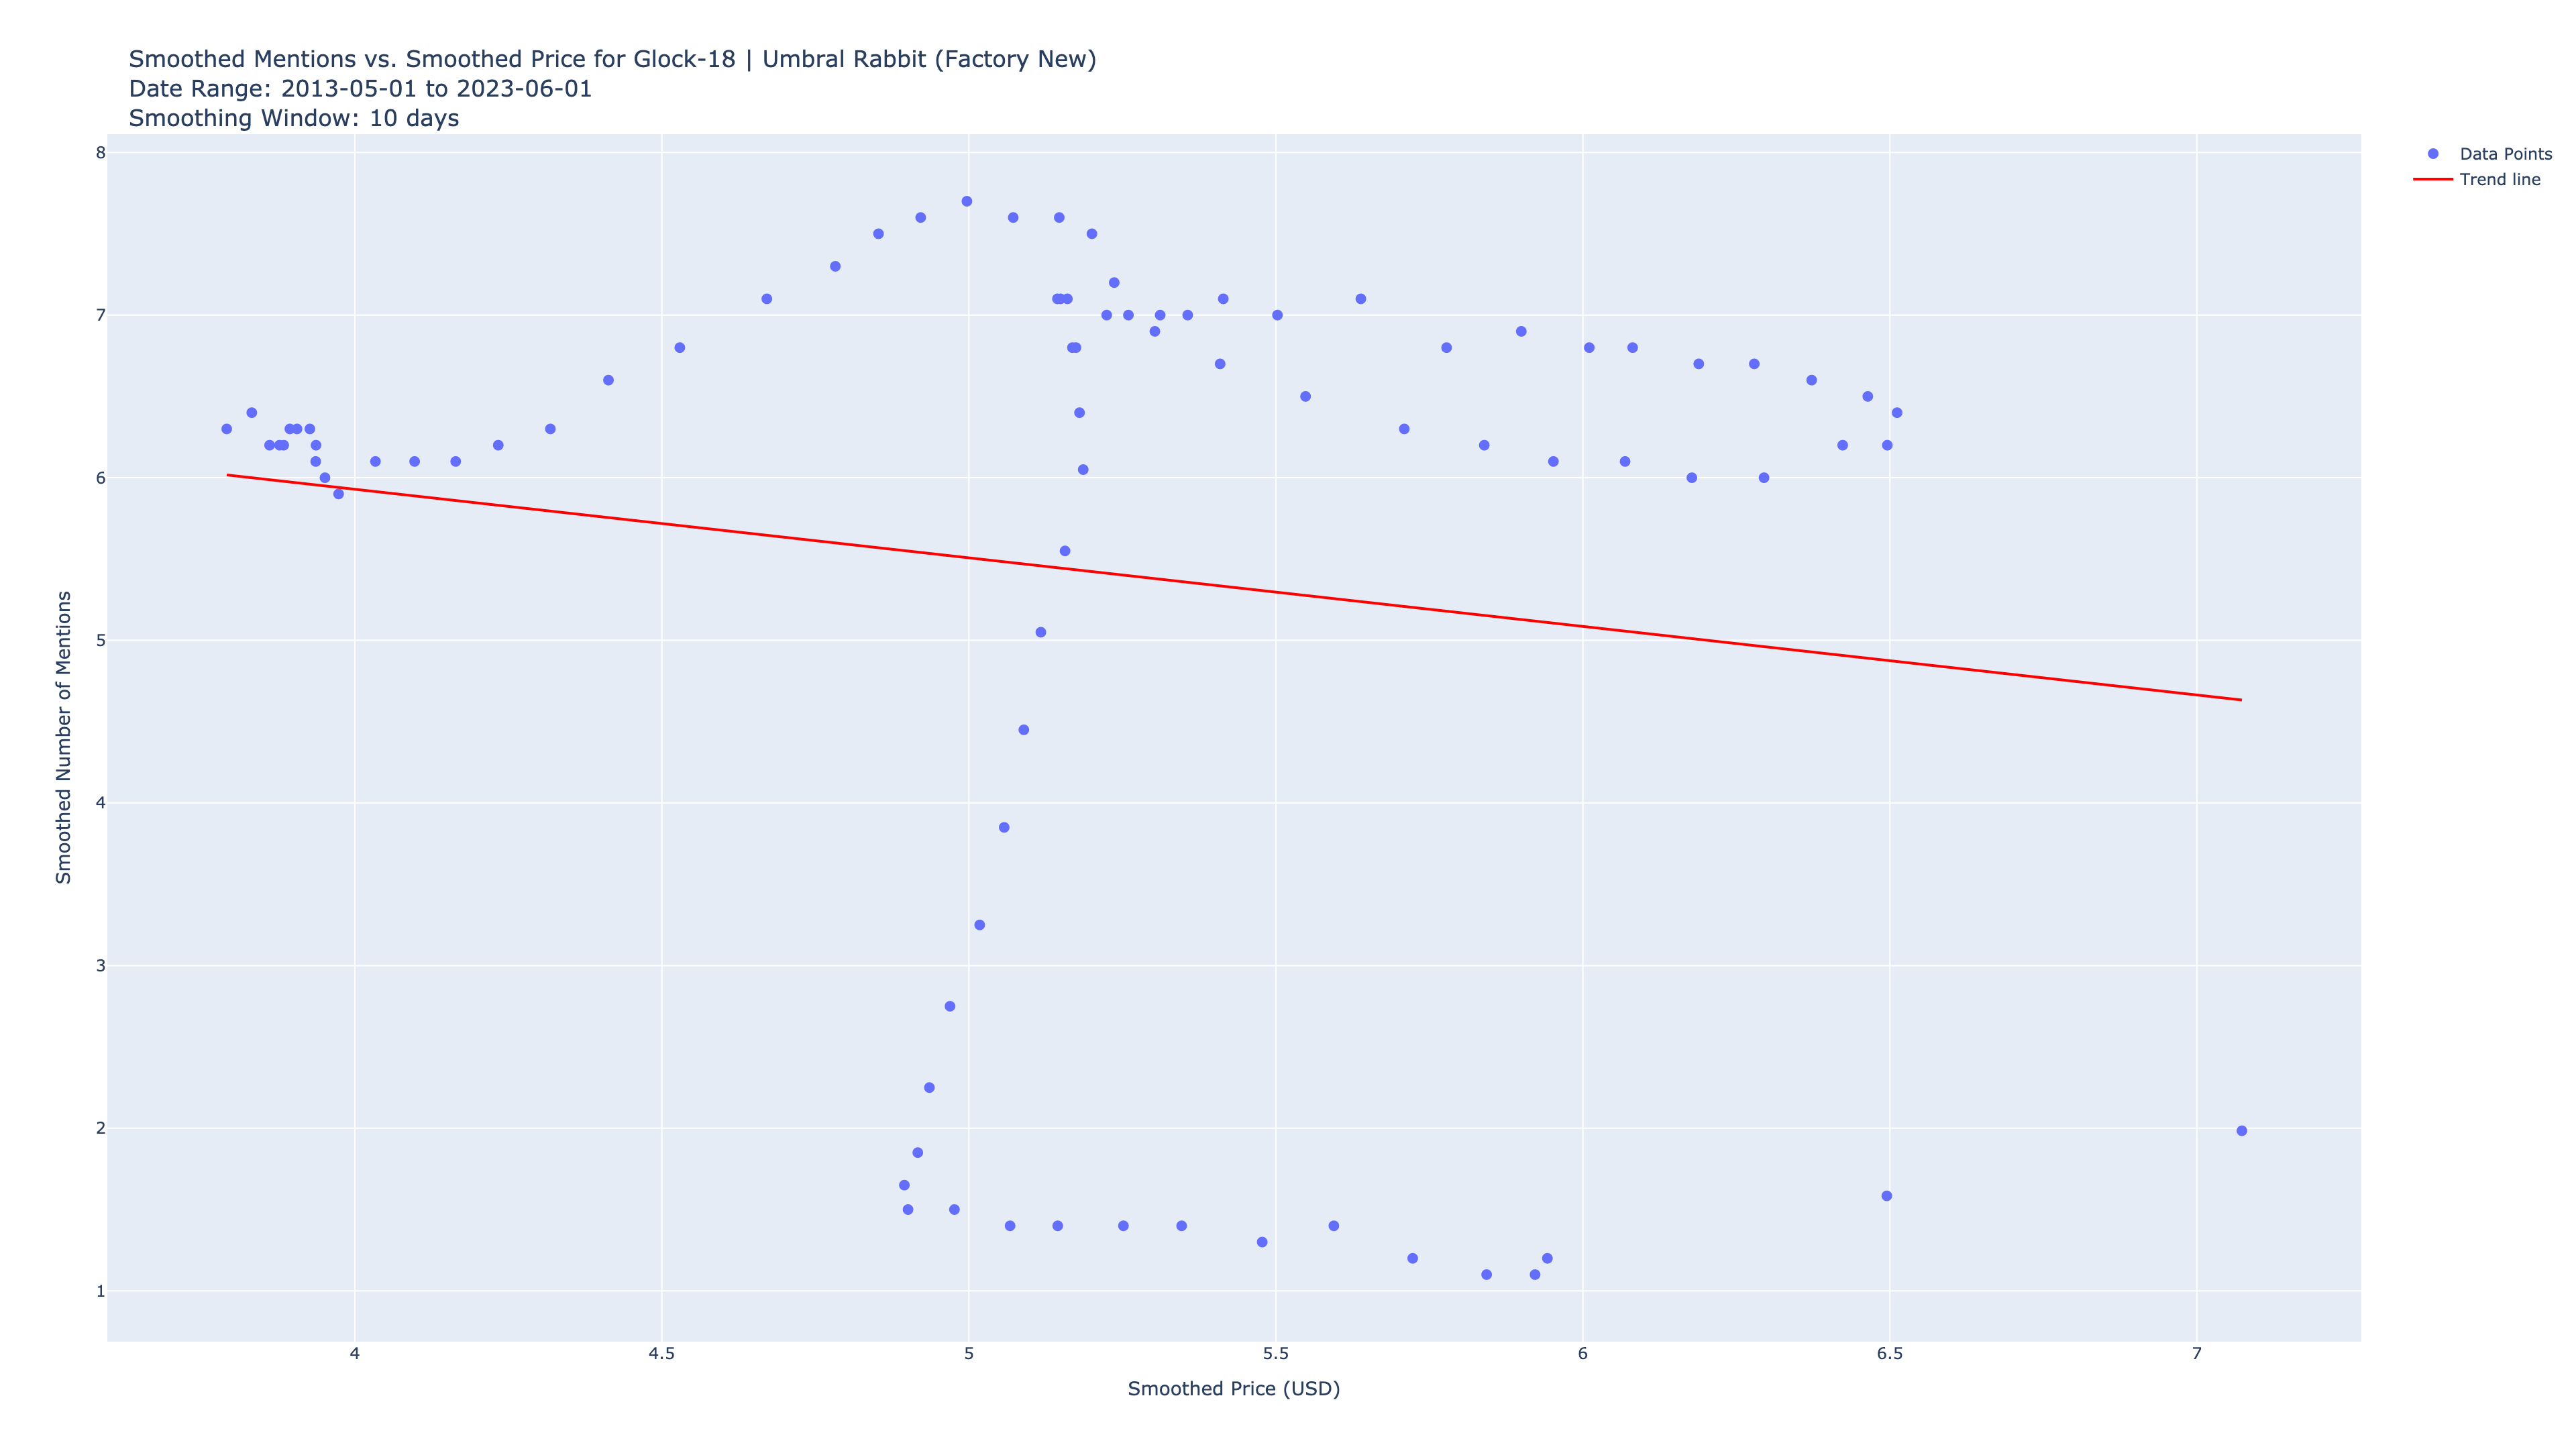 Smoothed Mentions vs. Smoothed Price for Glock-18 | Umbral Rabbit (Factory New)
Date Range: 2013-05-01 to 2023-06-01
Smoothing Window: 10 days
Data Points
Trend line
8
7
6
5
4
3
2
1
Smoothed Number of Mentions
4
4.5
5
5.5
6
6.5
7
Smoothed Price (USD)